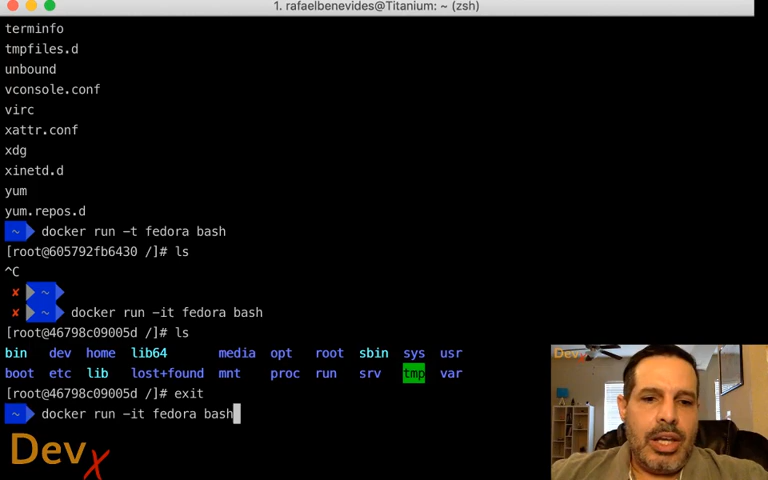 1. rafaelbenevides@Titanium: ~ (zsh)
terminfo
tmpfiles.d
unbound
vconsole.conf
virc
xattr.conf
xdg
xinetd.d
yum
yum.repos.d
~ docker run -t fedora bash
[root@605792fb6430 /]# ls
^C
✘ ~
✘ ~ docker run -it fedora bash
[root@46798c09005d /]# ls
bin dev home lib64 media opt root sbin sys usr
boot etc lib lost+found mnt proc run srv tmp var
[root@46798c09005d /]# exit
~ docker run -it fedora bash
Devx
Devx